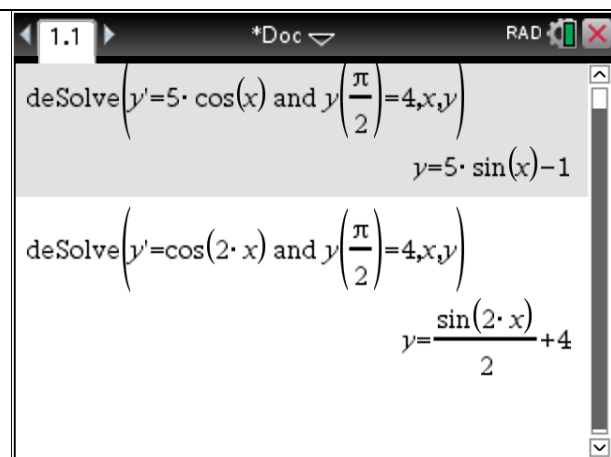 1.1 *Doc RAD
deSolve(y'=5· cos(x) and y(π/2)=4,x,y)
y=5· sin(x)−1
deSolve(y'=cos(2· x) and y(π/2)=4,x,y)
y=sin(2· x)/2+4